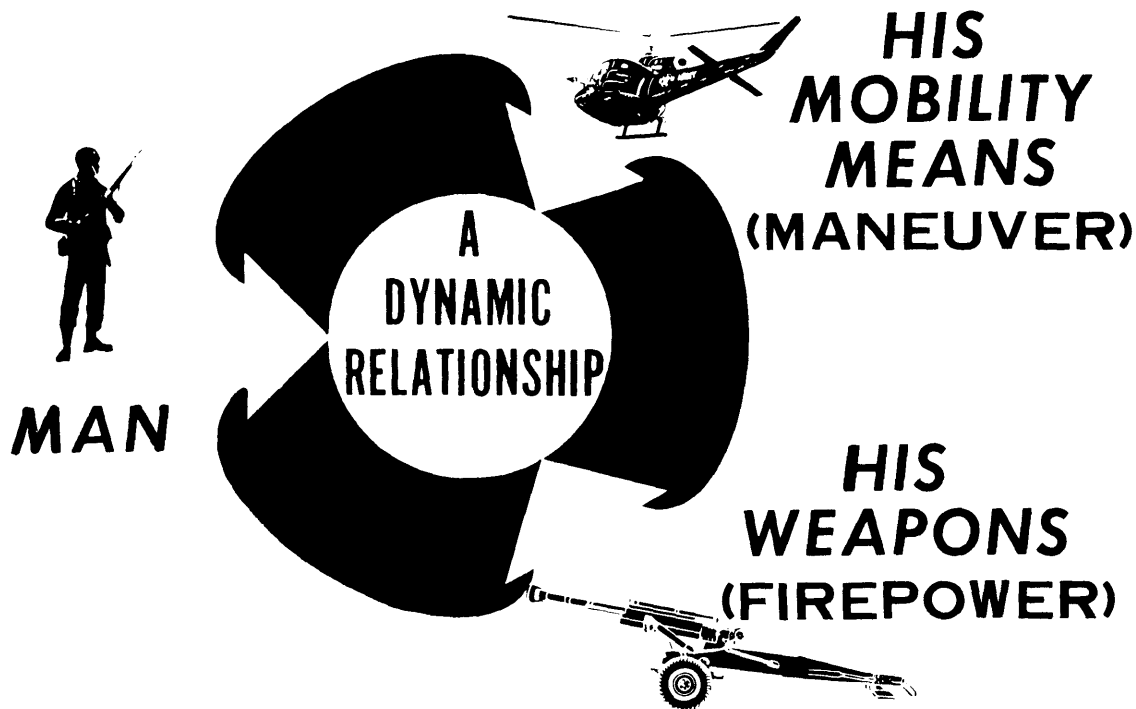 HIS
MOBILITY
MEANS
(MANEUVER)
A
DYNAMIC
RELATIONSHIP
MAN
HIS
WEAPONS
(FIREPOWER)